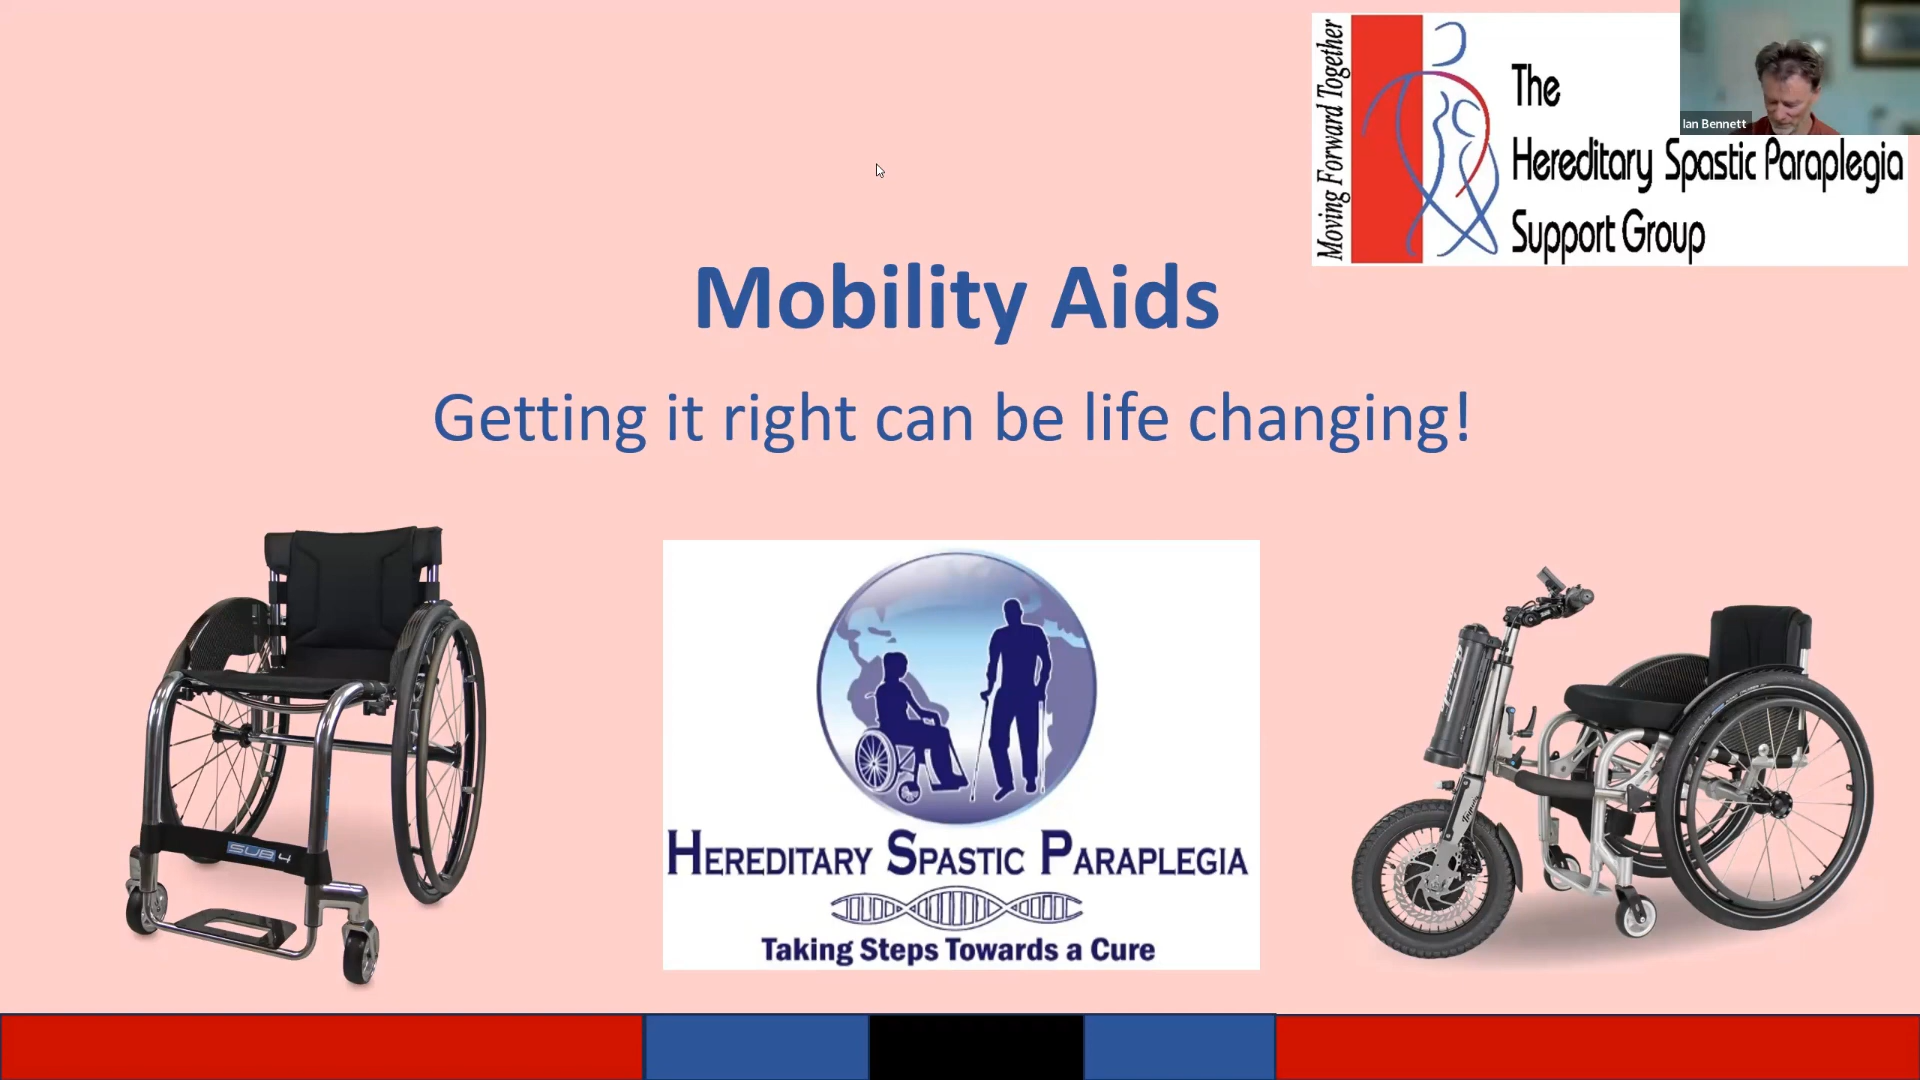 Moving Forward Together
The
Hereditary Spastic Paraplegia
Support Group
Ian Bennett
Mobility Aids
Getting it right can be life changing!
SUB 4
HEREDITARY SPASTIC PARAPLEGIA
Taking Steps Towards a Cure